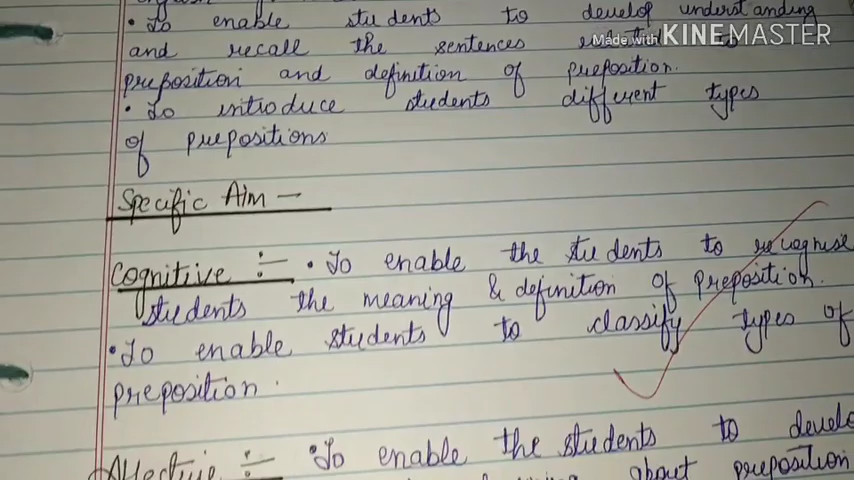 • To enable students to develop understanding
and recall the sentences
Made with KINEMASTER
preposition and definition of preposition.
• To introduce students different types
of prepositions
Specific Aim —
Cognitive :- • To enable the students to recognise
students the meaning & definition of preposition.
• To enable students to classify types of
preposition.
Affective :- • To enable the students to develo
about preposition